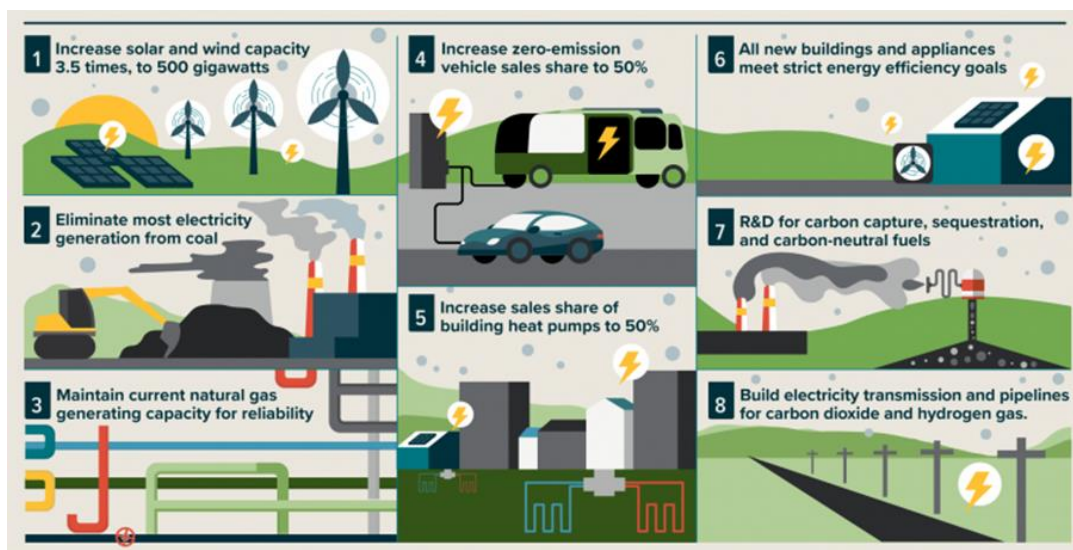 1
Increase solar and wind capacity
3.5 times, to 500 gigawatts
2
Eliminate most electricity
generation from coal
3
Maintain current natural gas
generating capacity for reliability
4
Increase zero-emission
vehicle sales share to 50%
5
Increase sales share of
building heat pumps to 50%
6
All new buildings and appliances
meet strict energy efficiency goals
7
R&D for carbon capture, sequestration,
and carbon-neutral fuels
8
Build electricity transmission and pipelines
for carbon dioxide and hydrogen gas.